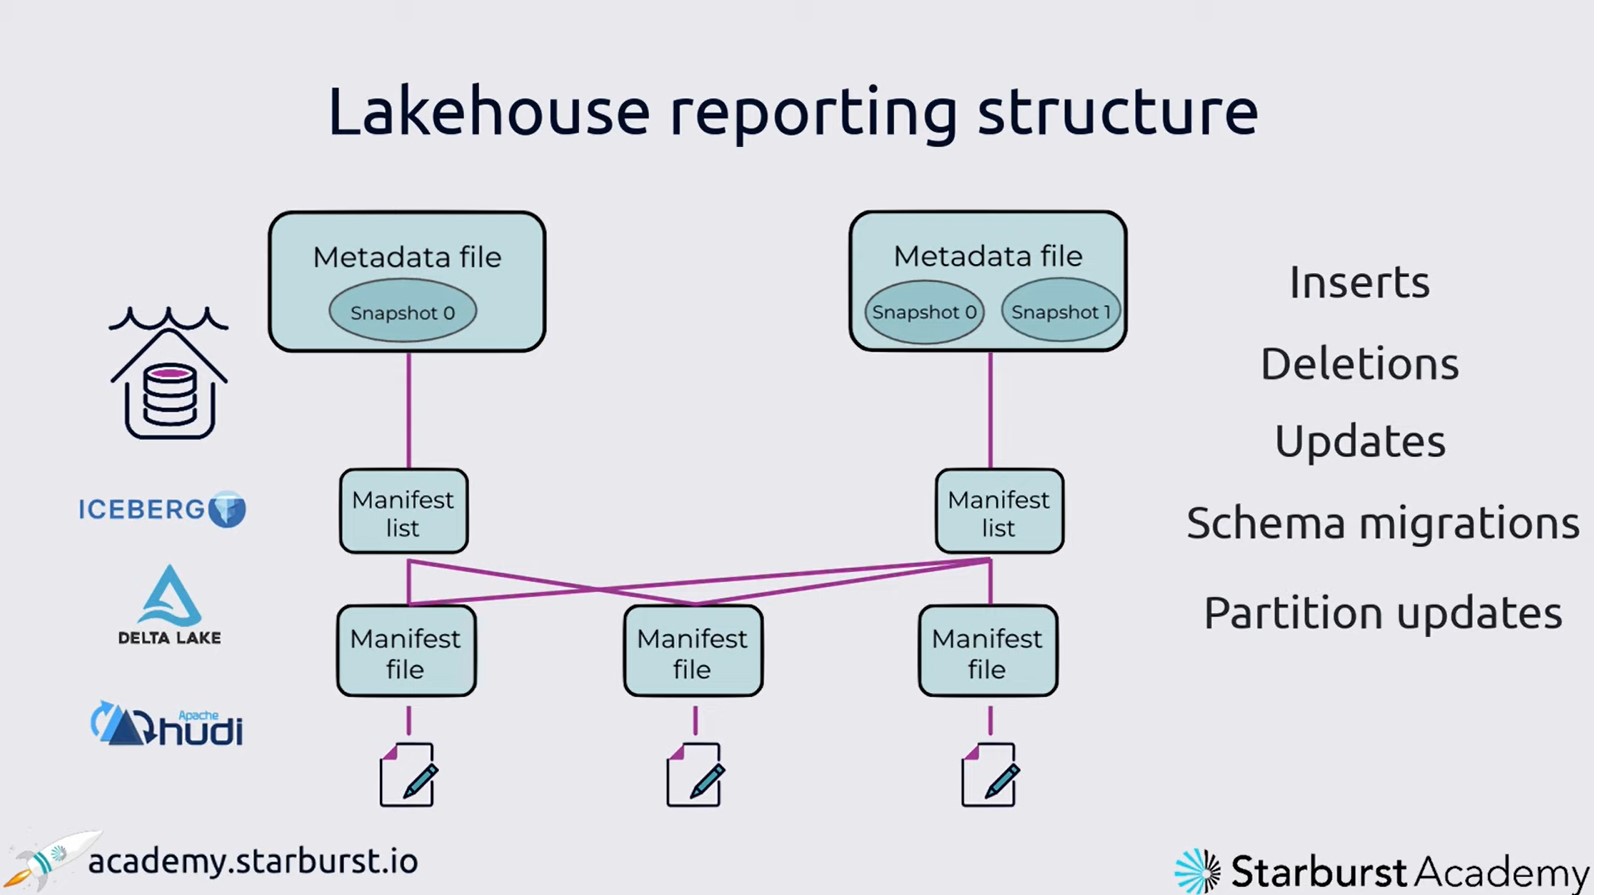 Lakehouse reporting structure
Metadata file
Snapshot 0
Metadata file
Snapshot 0
Snapshot 1
Inserts
Deletions
Updates
Schema migrations
Partition updates
ICEBERG
DELTA LAKE
Apache
hudi
Manifest
list
Manifest
list
Manifest
file
Manifest
file
Manifest
file
academy.starburst.io
Starburst Academy